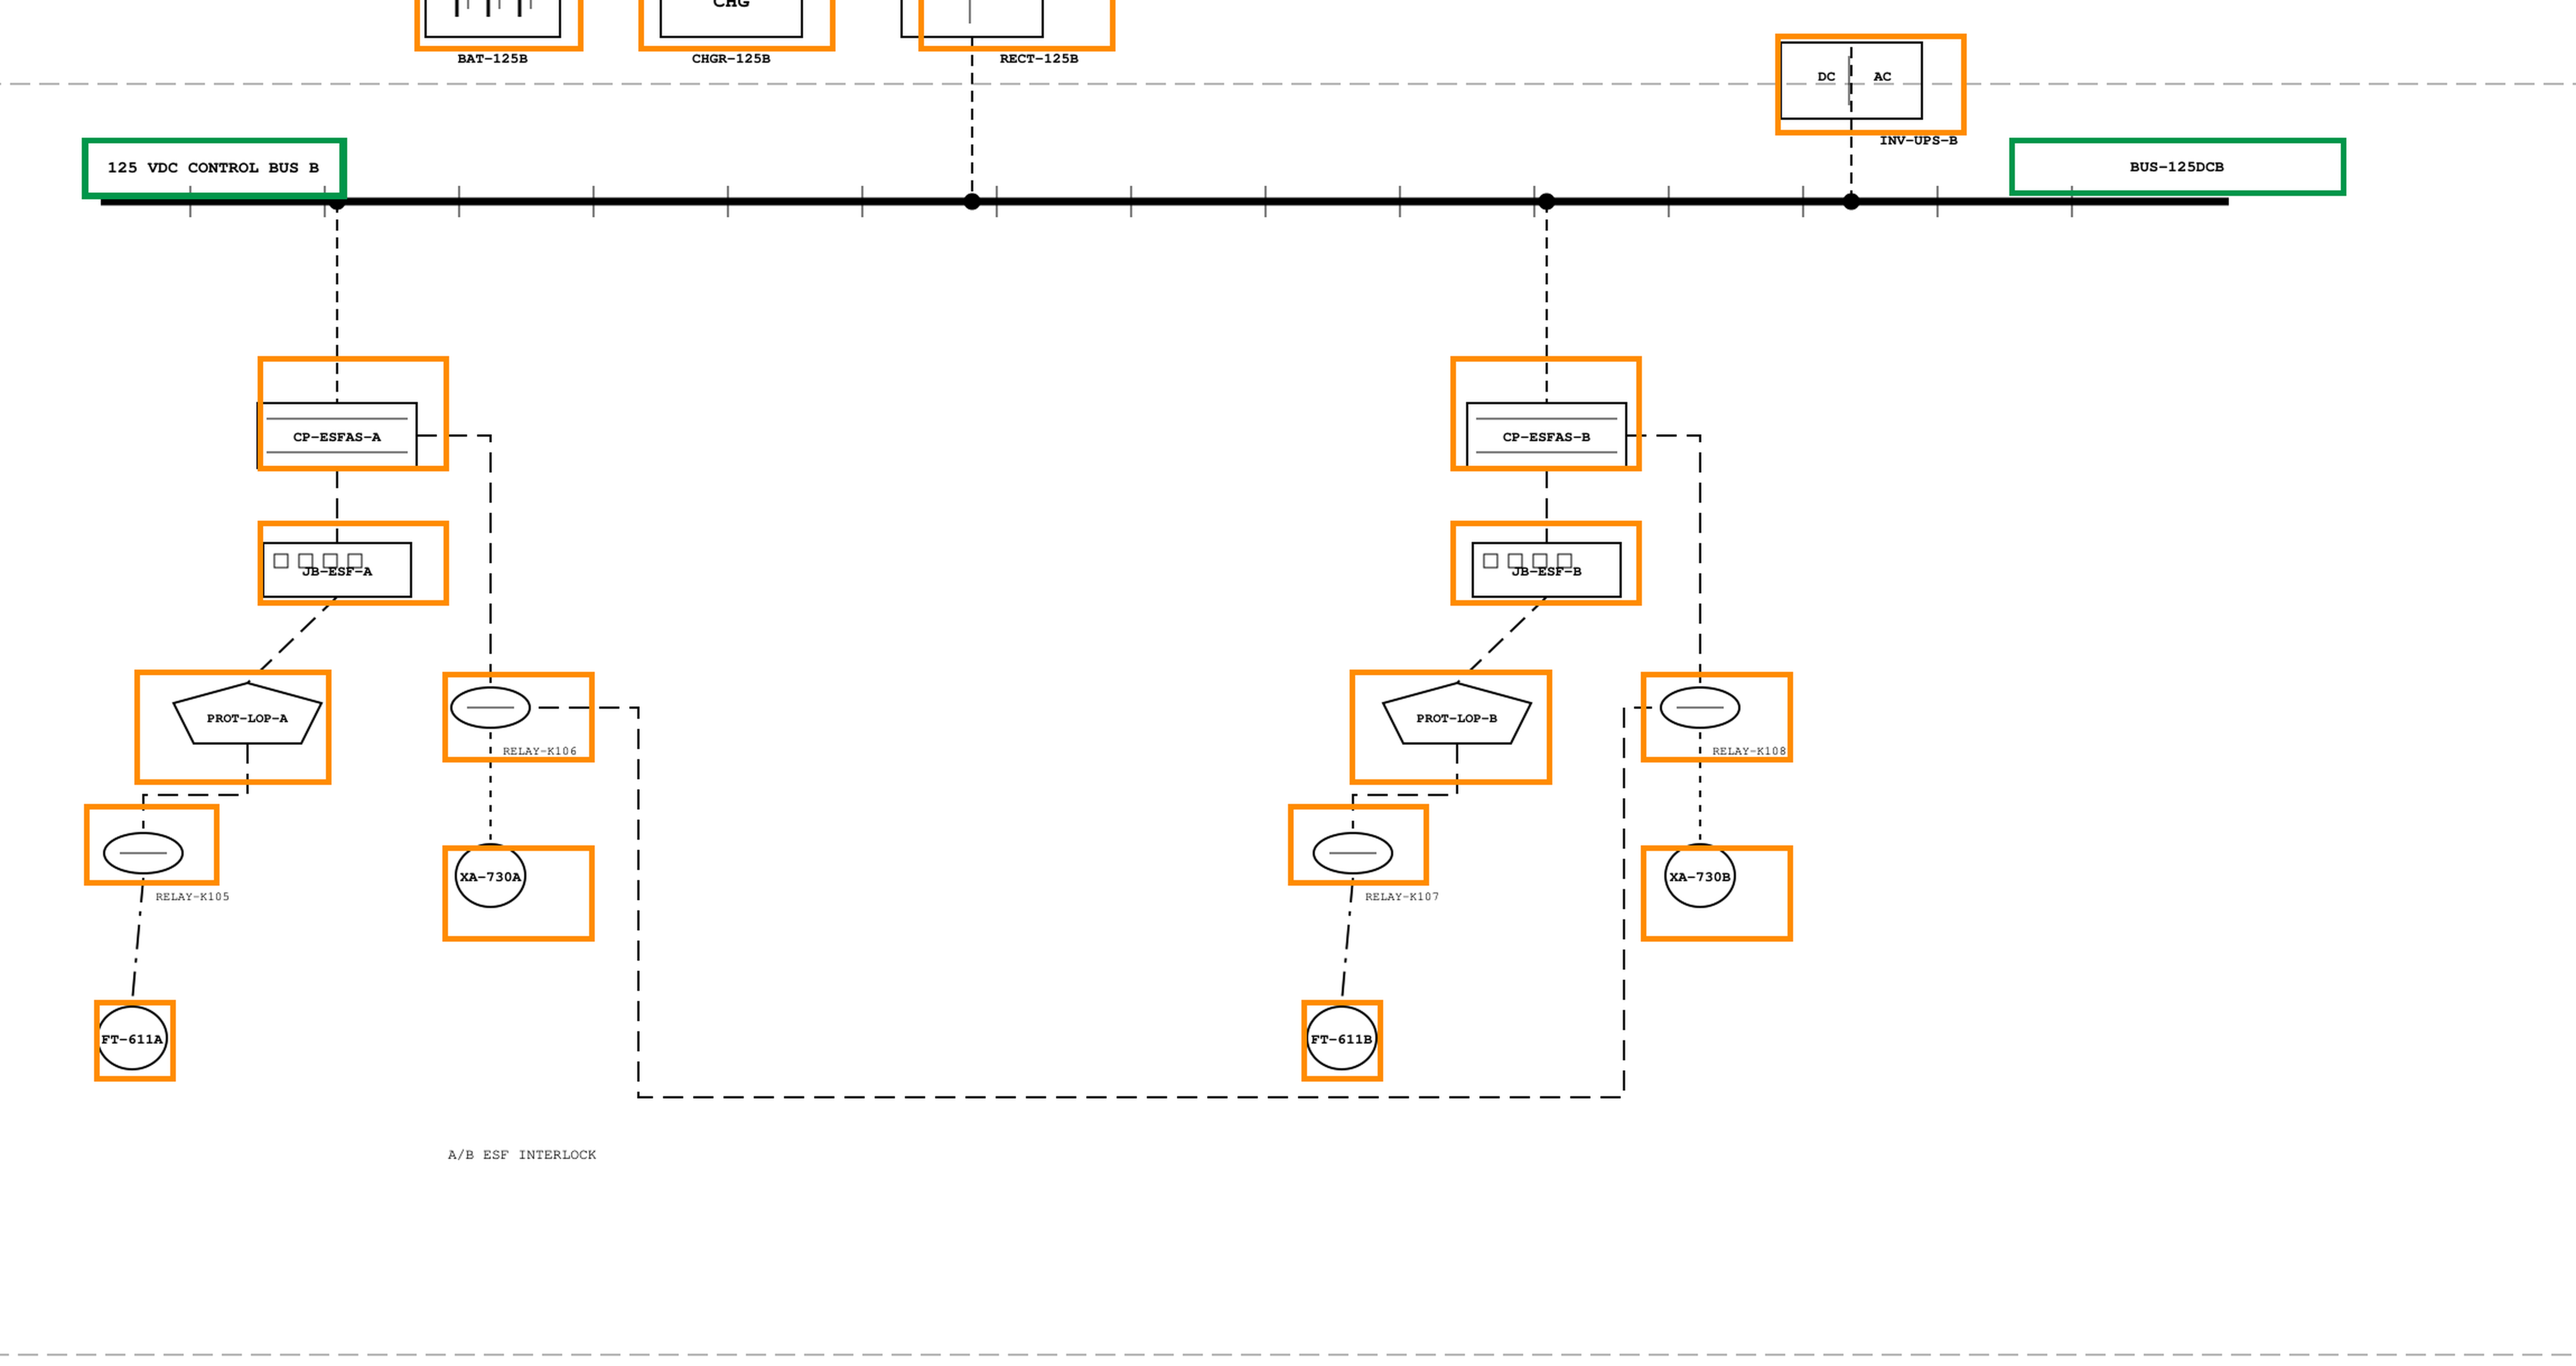 CHG
BAT-125B
CHGR-125B
RECT-125B
DC
AC
INV-UPS-B
125 VDC CONTROL BUS B
BUS-125DCB
CP-ESFAS-A
CP-ESFAS-B
JB-ESF-A
JB-ESF-B
PROT-LOP-A
RELAY-K106
PROT-LOP-B
RELAY-K108
RELAY-K105
XA-730A
RELAY-K107
XA-730B
FT-611A
FT-611B
A/B ESF INTERLOCK